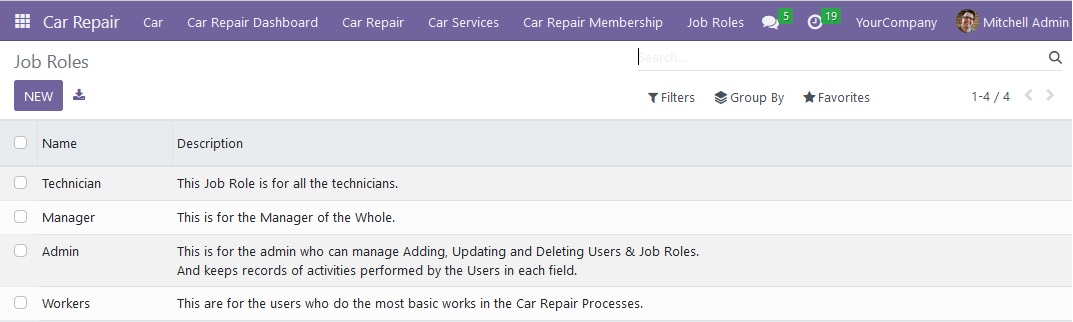 Car Repair Car Car Repair Dashboard Car Repair Car Services Car Repair Membership Job Roles 5 19 YourCompany Mitchell Admin
Job Roles Search...
NEW Filters Group By Favorites 1-4 / 4
Name Description
Technician This Job Role is for all the technicians.
Manager This is for the Manager of the Whole.
Admin This is for the admin who can manage Adding, Updating and Deleting Users & Job Roles.
And keeps records of activities performed by the Users in each field.
Workers This are for the users who do the most basic works in the Car Repair Processes.